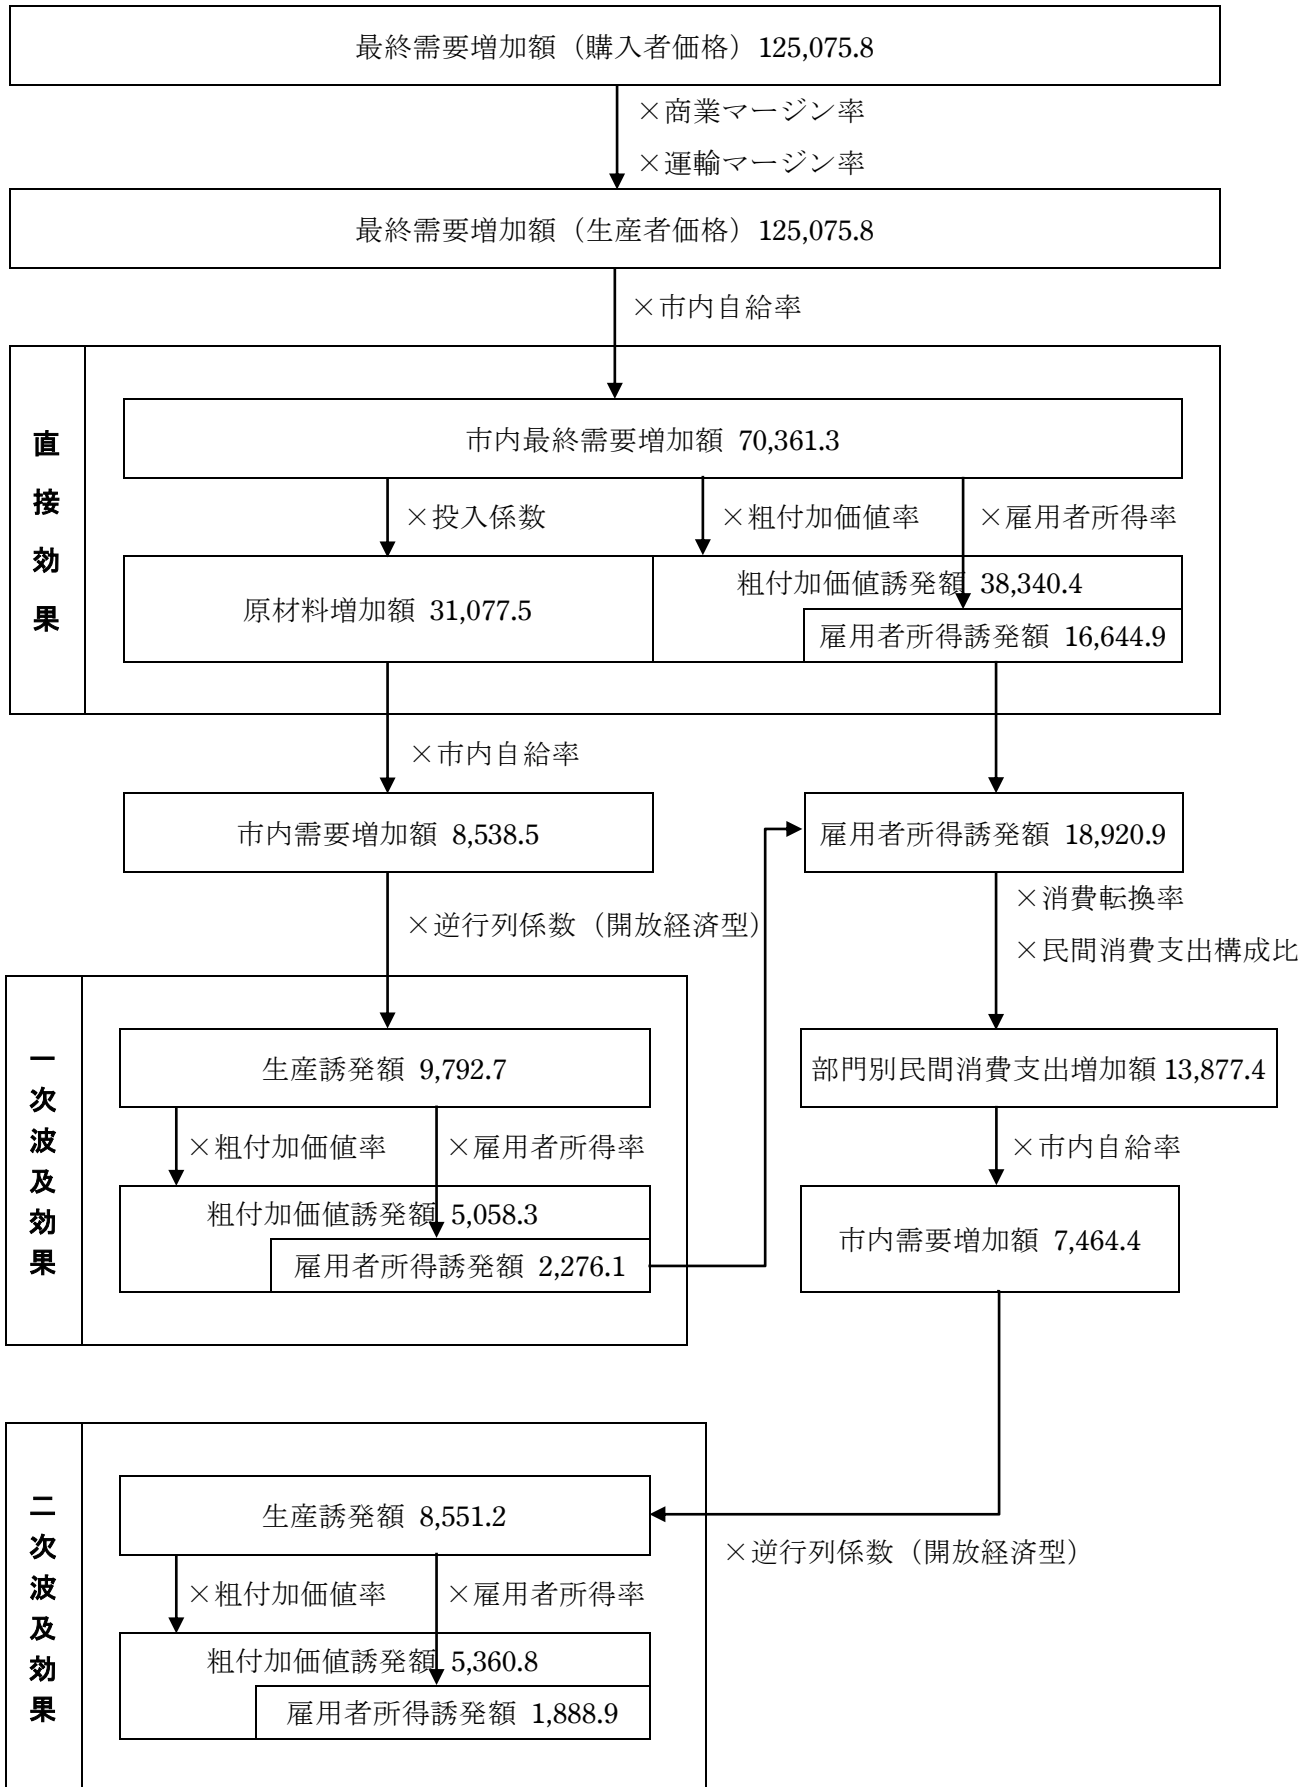 最終需要増加額（購入者価格）125,075.8
×商業マージン率
×運輸マージン率
最終需要増加額（生産者価格）125,075.8
×市内自給率
直接効果
市内最終需要増加額 70,361.3
×投入係数
×粗付加価値率
×雇用者所得率
原材料増加額 31,077.5
粗付加価値誘発額 38,340.4
雇用者所得誘発額 16,644.9
×市内自給率
市内需要増加額 8,538.5
雇用者所得誘発額 18,920.9
×逆行列係数（開放経済型）
×消費転換率
×民間消費支出構成比
一次波及効果
生産誘発額 9,792.7
部門別民間消費支出増加額 13,877.4
×粗付加価値率
×雇用者所得率
×市内自給率
粗付加価値誘発額 5,058.3
雇用者所得誘発額 2,276.1
市内需要増加額 7,464.4
二次波及効果
生産誘発額 8,551.2
×逆行列係数（開放経済型）
×粗付加価値率
×雇用者所得率
粗付加価値誘発額 5,360.8
雇用者所得誘発額 1,888.9